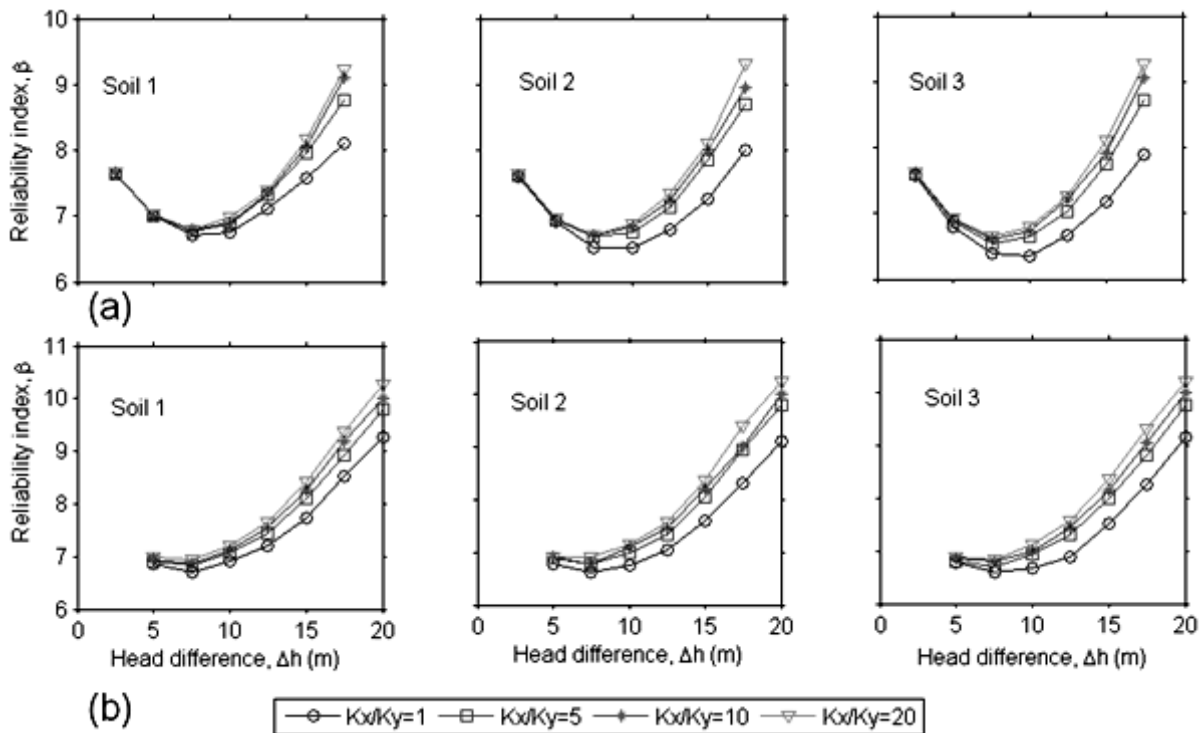 10
9
8
7
6
Reliability index, β
Soil 1
Soil 2
Soil 3
(a)
11
10
9
8
7
6
Reliability index, β
Soil 1
Soil 2
Soil 3
0 5 10 15 20
0 5 10 15 20
0 5 10 15 20
Head difference, Δh (m)
Head difference, Δh (m)
Head difference, Δh (m)
(b)
Kx/Ky=1 Kx/Ky=5 Kx/Ky=10 Kx/Ky=20